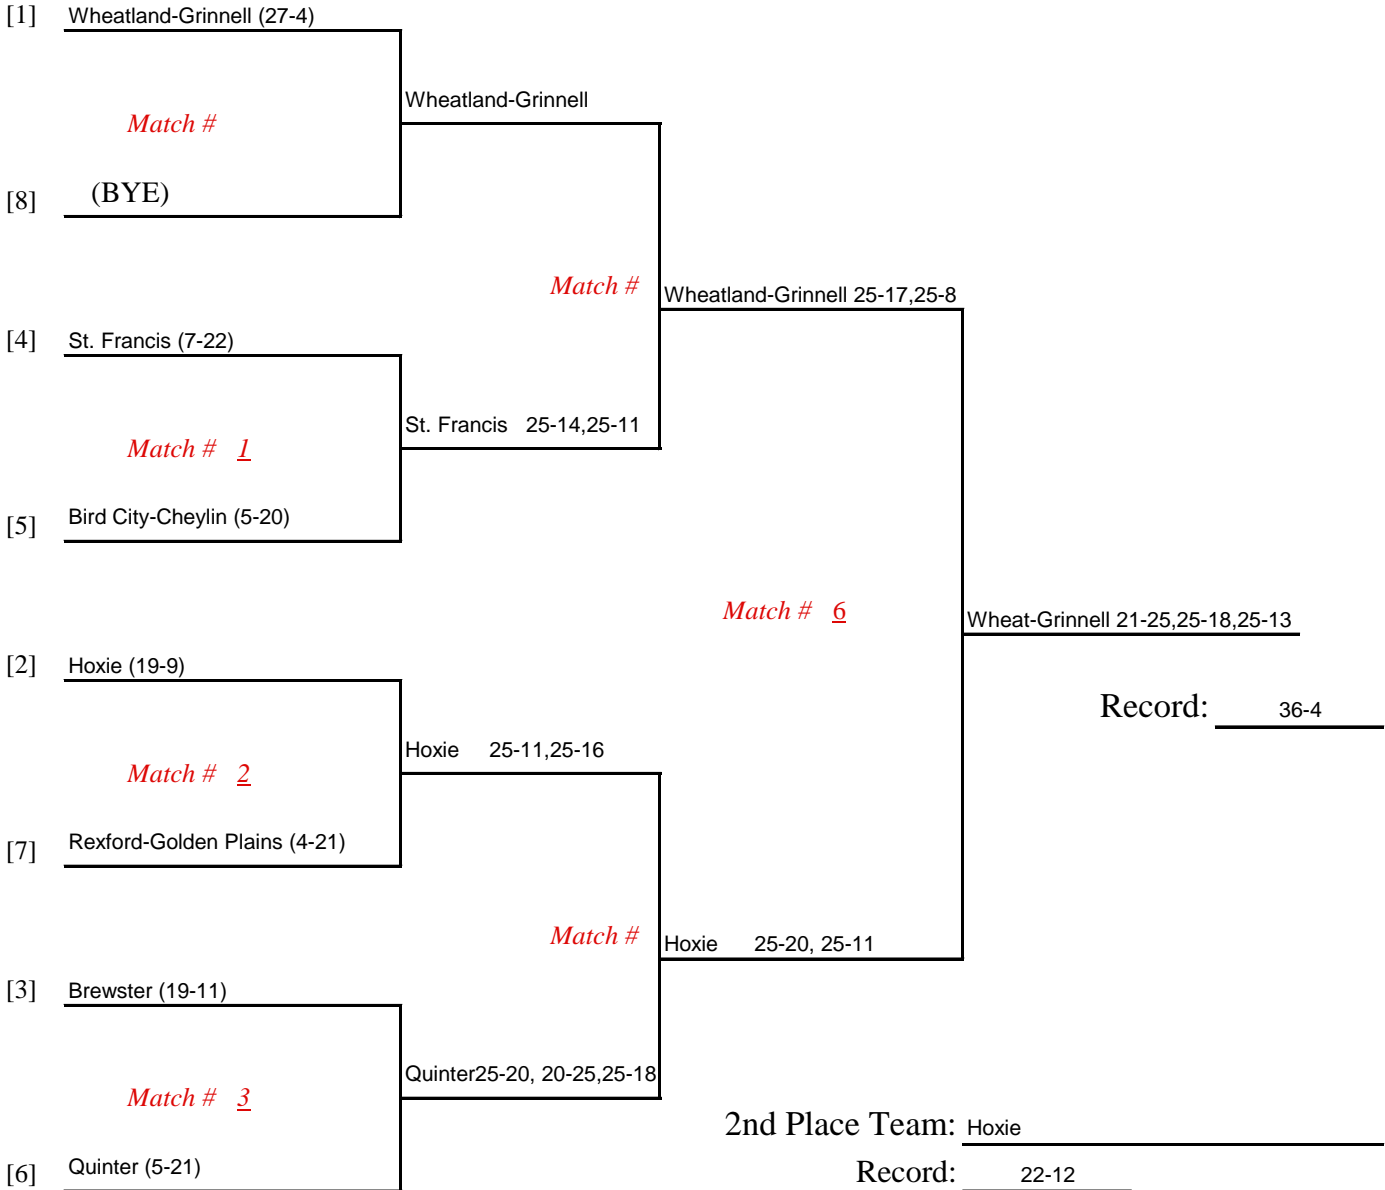 [1] Wheatland-Grinnell (27-4)
Wheatland-Grinnell
Match #
[8] (BYE)
Match #
Wheatland-Grinnell 25-17,25-8
[4] St. Francis (7-22)
St. Francis 25-14,25-11
Match # 1
[5] Bird City-Cheylin (5-20)
Match # 6
Wheat-Grinnell 21-25,25-18,25-13
[2] Hoxie (19-9)
Record: 36-4
Hoxie 25-11,25-16
Match # 2
[7] Rexford-Golden Plains (4-21)
Match #
Hoxie 25-20, 25-11
[3] Brewster (19-11)
Quinter25-20, 20-25,25-18
Match # 3
2nd Place Team: Hoxie
[6] Quinter (5-21)
Record: 22-12